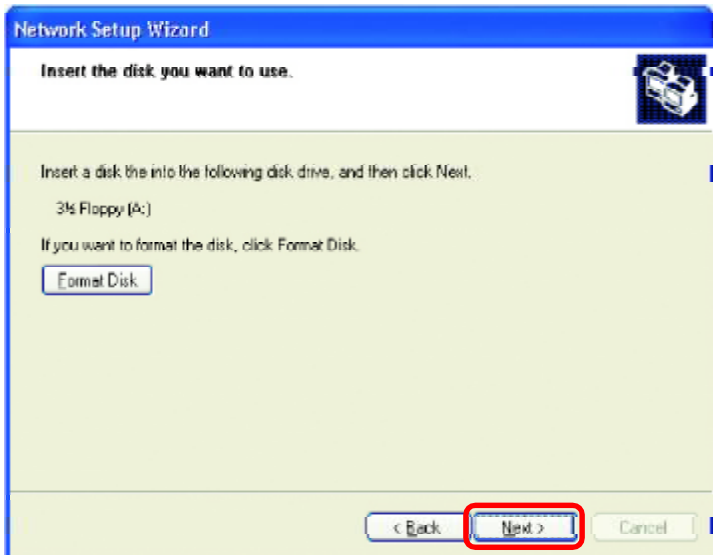 Network Setup Wizard
Insert the disk you want to use.
Insert a disk the into the following disk drive, and then click Next.
3½ Floppy (A:)
If you want to format the disk, click Format Disk.
Format Disk
< Back Next > Cancel